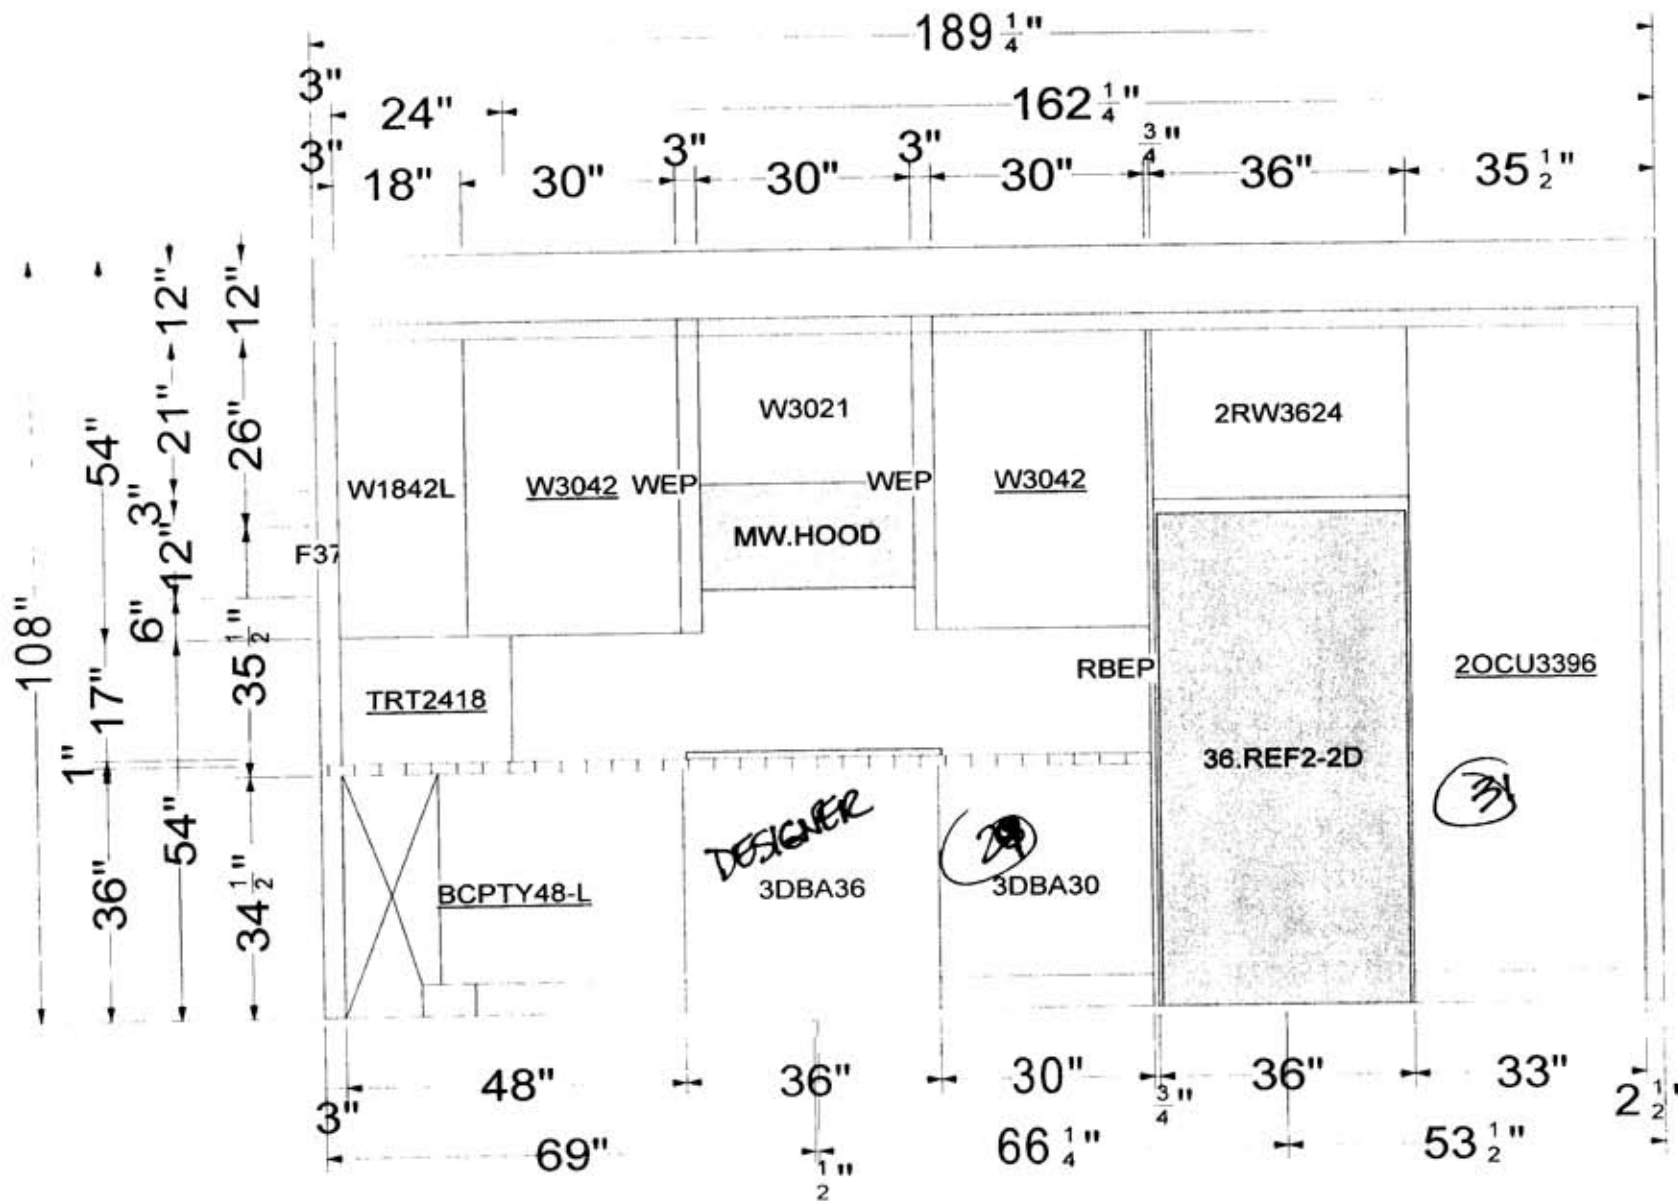 189 1/4"
3"
24"
162 1/4"
3"
18"
30"
3"
30"
3"
30"
3/4"
36"
35 1/2"
108"
54"
17"
1"
36"
12"
21"
3"
12"
6"
54"
12"
26"
35 1/2"
34 1/2"
F37
W1842L
W3042
WEP
W3021
MW.HOOD
WEP
W3042
2RW3624
TRT2418
RBEP
36.REF2-2D
2OCU3396
31
BCPTY48-L
DESIGNER
3DBA36
29
3DBA30
3"
48"
36"
30"
3/4"
36"
33"
2 1/2"
69"
1/2"
66 1/4"
53 1/2"